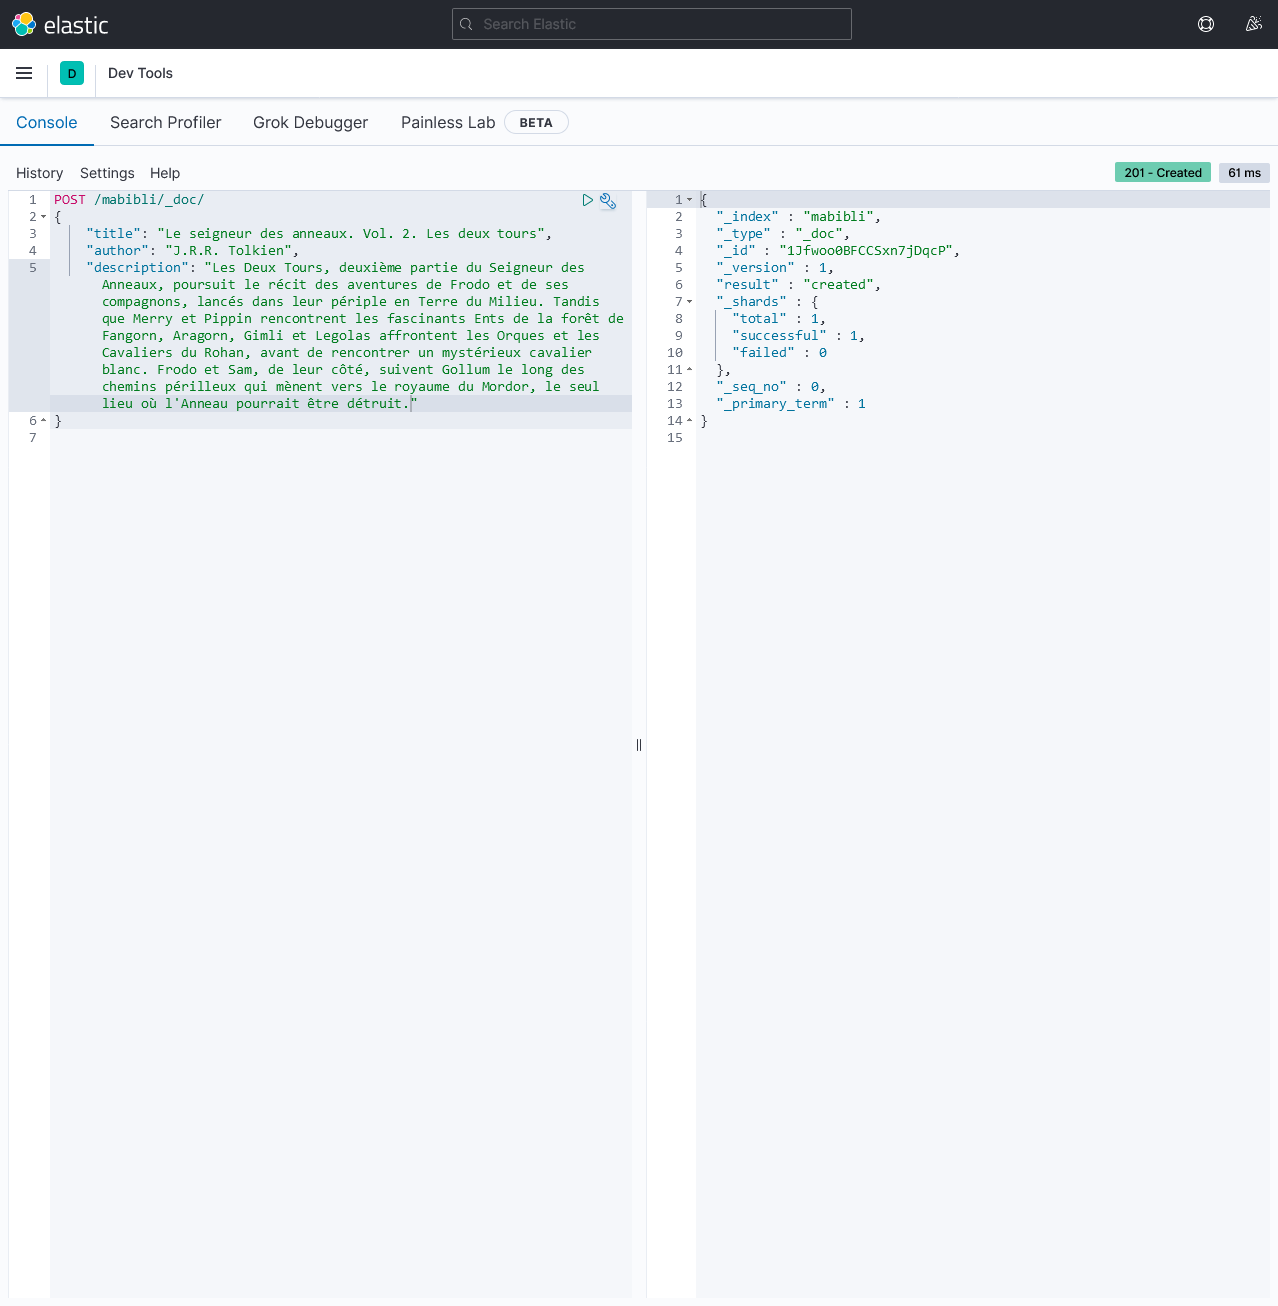 elastic
Search Elastic
D
Dev Tools
Console
Search Profiler
Grok Debugger
Painless Lab
BETA
History
Settings
Help
201 - Created
61 ms
1 POST /mabibli/_doc/
2 {
3 "title": "Le seigneur des anneaux. Vol. 2. Les deux tours",
4 "author": "J.R.R. Tolkien",
5 "description": "Les Deux Tours, deuxième partie du Seigneur des
Anneaux, poursuit le récit des aventures de Frodo et de ses
compagnons, lancés dans leur périple en Terre du Milieu. Tandis
que Merry et Pippin rencontrent les fascinants Ents de la forêt de
Fangorn, Aragorn, Gimli et Legolas affrontent les Orques et les
Cavaliers du Rohan, avant de rencontrer un mystérieux cavalier
blanc. Frodo et Sam, de leur côté, suivent Gollum le long des
chemins périlleux qui mènent vers le royaume du Mordor, le seul
lieu où l'Anneau pourrait être détruit."
6 }
7
1 {
2 "_index" : "mabibli",
3 "_type" : "_doc",
4 "_id" : "1Jfwoo0BFCCSxn7jDqcP",
5 "_version" : 1,
6 "result" : "created",
7 "_shards" : {
8 "total" : 1,
9 "successful" : 1,
10 "failed" : 0
11 },
12 "_seq_no" : 0,
13 "_primary_term" : 1
14 }
15